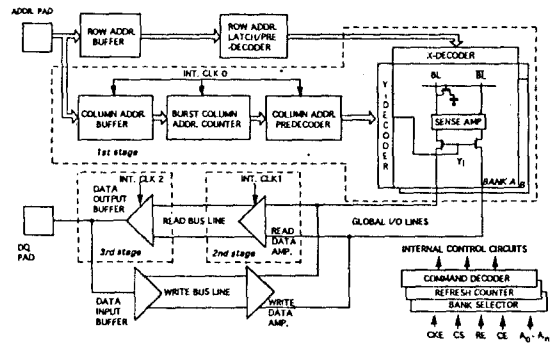 ADDR. PAD
ROW ADDR.
BUFFER
ROW ADDR.
LATCH/PRE
-DECODER
X-DECODER
INT. CLK 0
COLUMN ADDR.
BUFFER
BURST COLUMN
ADDR. COUNTER
COLUMN ADDR.
PREDECODER
1st stage
Y-DECODER
BL
BL
SENSE AMP
Yi
BANK A
B
INT. CLK 2
DATA
OUTPUT
BUFFER
3rd stage
READ BUS LINE
INT. CLK1
2nd stage
READ
DATA
AMP.
GLOBAL I/O LINES
DQ
PAD
DATA
INPUT
BUFFER
WRITE BUS LINE
WRITE
DATA
AMP.
INTERNAL CONTROL CIRCUITS
COMMAND DECODER
REFRESH COUNTER
BANK SELECTOR
CKE CS RE CE A0 - An